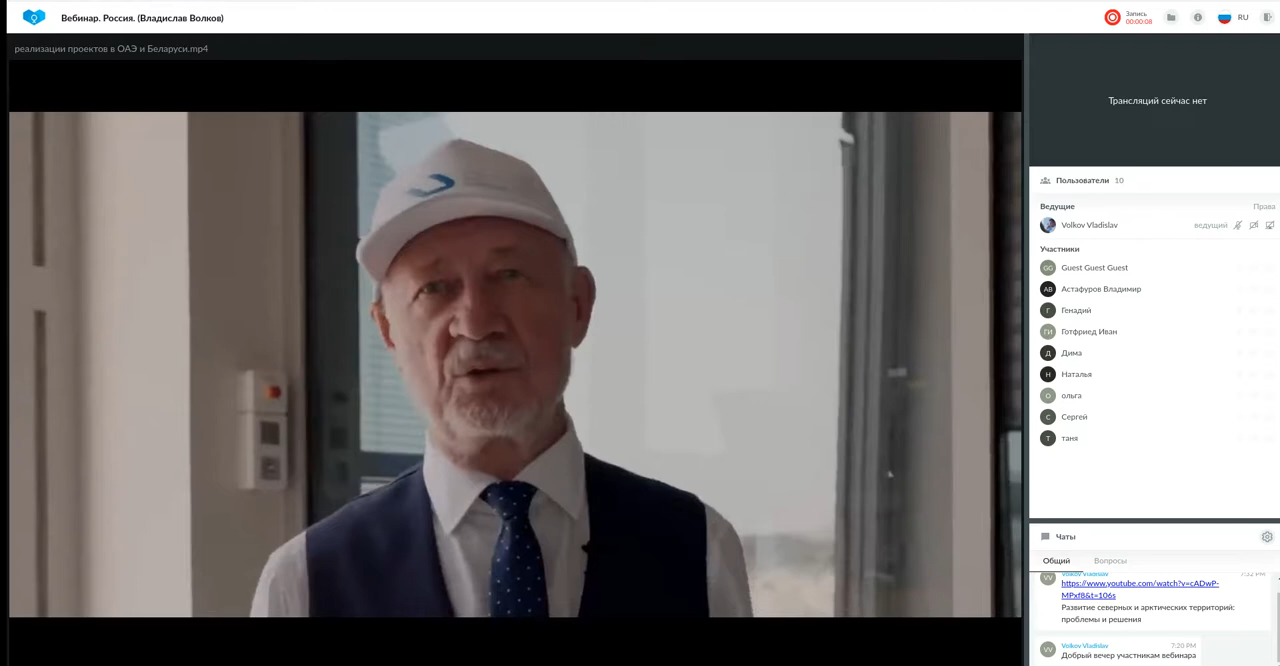 Вебинар. Россия. (Владислав Волков)
Запись
00:00:08
RU
реализации проектов в ОАЭ и Беларуси.mp4
Трансляций сейчас нет
Пользователи 10
Ведущие Права
Volkov Vladislav ведущий
Участники
GG Guest Guest Guest
АВ Астафуров Владимир
Г Генадий
ГИ Готфриед Иван
Д Дима
Н Наталья
О ольга
С Сергей
Т таня
Чаты
Общий Вопросы
VV Volkov Vladislav
https://www.youtube.com/watch?v=cADwP-
MPxf8&t=106s
Развитие северных и арктических территорий:
проблемы и решения
VV Volkov Vladislav 7:20 PM
Добрый вечер участникам вебинара